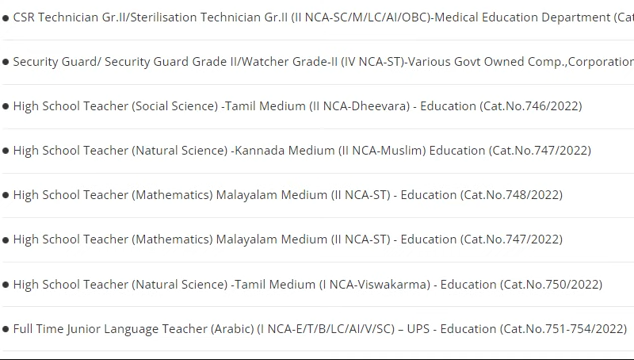 CSR Technician Gr.II/Sterilisation Technician Gr.II (II NCA-SC/M/LC/AI/OBC)-Medical Education Department (Cat
Security Guard/ Security Guard Grade II/Watcher Grade-II (IV NCA-ST)-Various Govt Owned Comp.,Corporation
High School Teacher (Social Science) -Tamil Medium (II NCA-Dheevara) - Education (Cat.No.746/2022)
High School Teacher (Natural Science) -Kannada Medium (II NCA-Muslim) Education (Cat.No.747/2022)
High School Teacher (Mathematics) Malayalam Medium (II NCA-ST) - Education (Cat.No.748/2022)
High School Teacher (Mathematics) Malayalam Medium (II NCA-ST) - Education (Cat.No.747/2022)
High School Teacher (Natural Science) -Tamil Medium (I NCA-Viswakarma) - Education (Cat.No.750/2022)
Full Time Junior Language Teacher (Arabic) (I NCA-E/T/B/LC/AI/V/SC) – UPS - Education (Cat.No.751-754/2022)